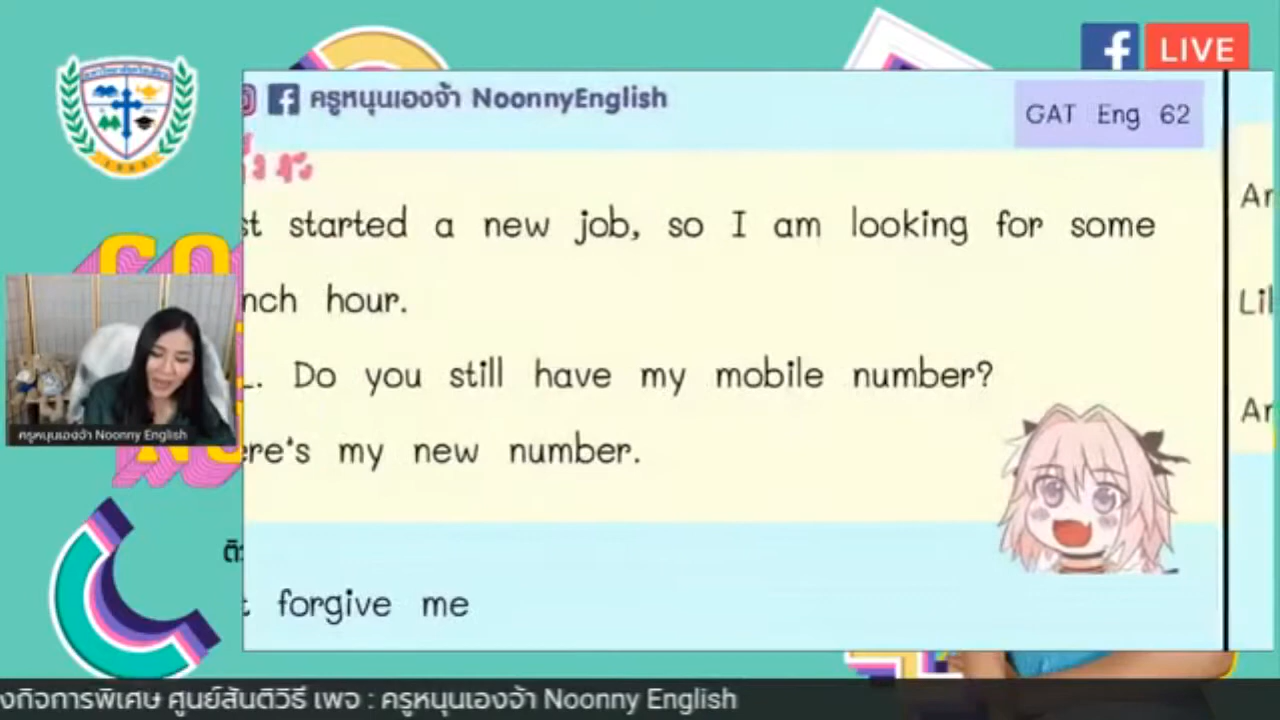 LIVE
ครูหนุนเองจ้า NoonnyEnglish
GAT Eng 62
st started a new job, so I am looking for some
nch hour.
Do you still have my mobile number?
ere's my new number.
forgive me
Ar
Lil
Ar
ครูหนุนเองจ้า Noonny English
งกิจการพิเศษ ศูนย์สันติวิธี เพจ : ครูหนุนเองจ้า Noonny English